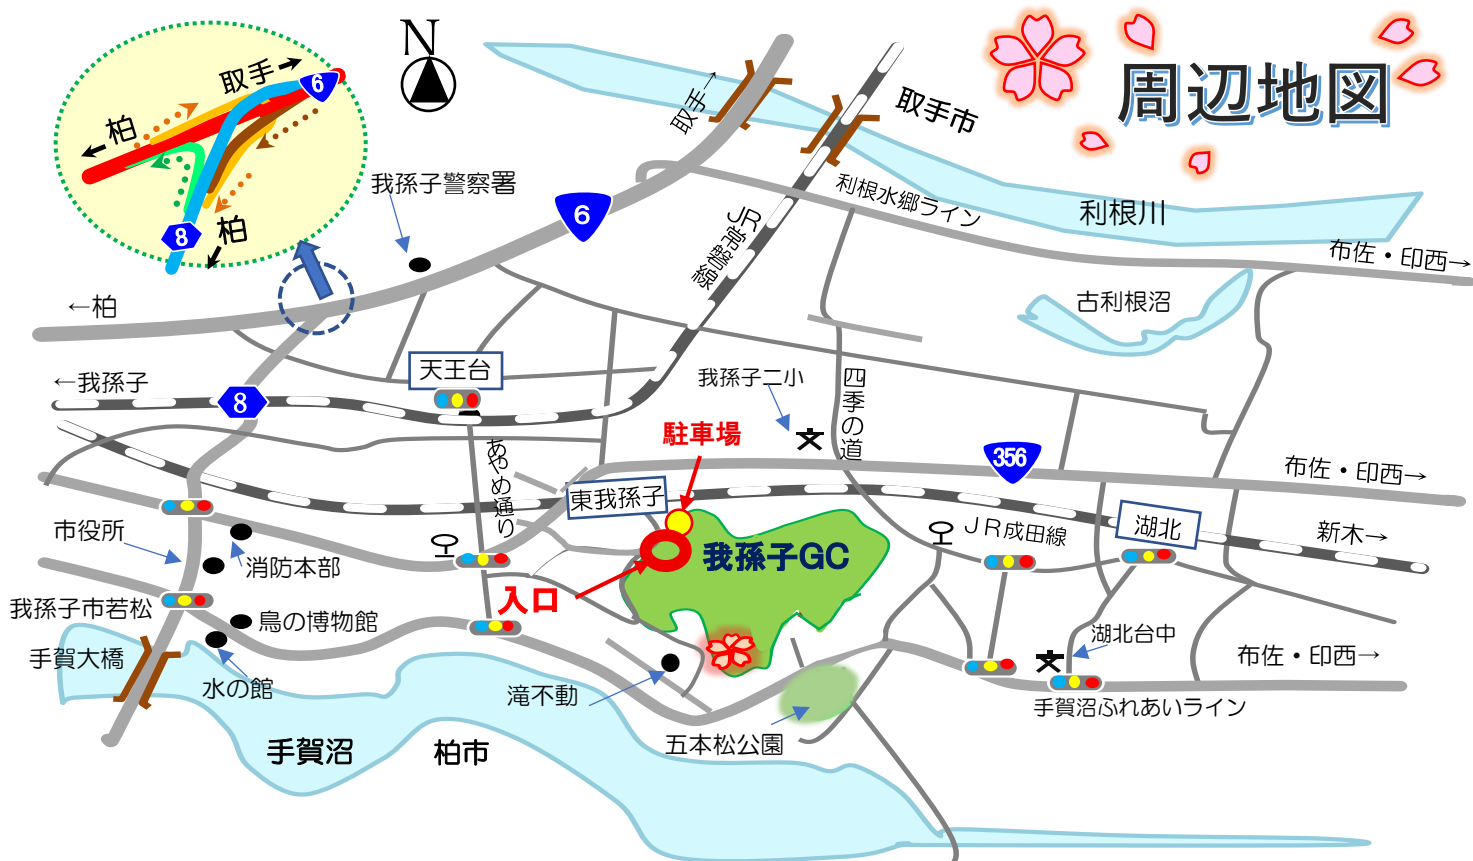 周辺地図
N
取手→
6
←柏
柏
8
取手→
取手市
我孫子警察署
6
利根水郷ライン
利根川
JR常磐線
布佐・印西→
←柏
古利根沼
天王台
←我孫子
8
我孫子二小
四季の道
駐車場
あやめ通り
356
布佐・印西→
東我孫子
市役所
消防本部
我孫子GC
JR成田線
湖北
新木→
入口
我孫子市若松
鳥の博物館
手賀大橋
水の館
滝不動
湖北台中
布佐・印西→
手賀沼ふれあいライン
手賀沼
柏市
五本松公園